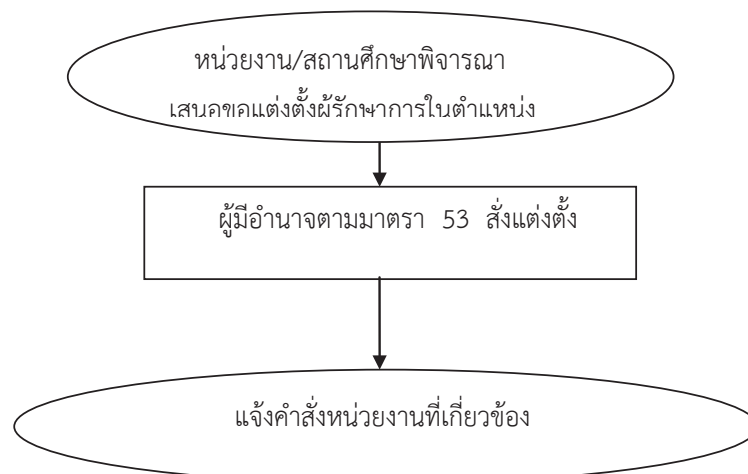 หน่วยงาน/สถานศึกษาพิจารณา
เสนอขอแต่งตั้งผู้รักษาการในตำแหน่ง
ผู้มีอำนาจตามมาตรา 53 สั่งแต่งตั้ง
แจ้งคำสั่งหน่วยงานที่เกี่ยวข้อง